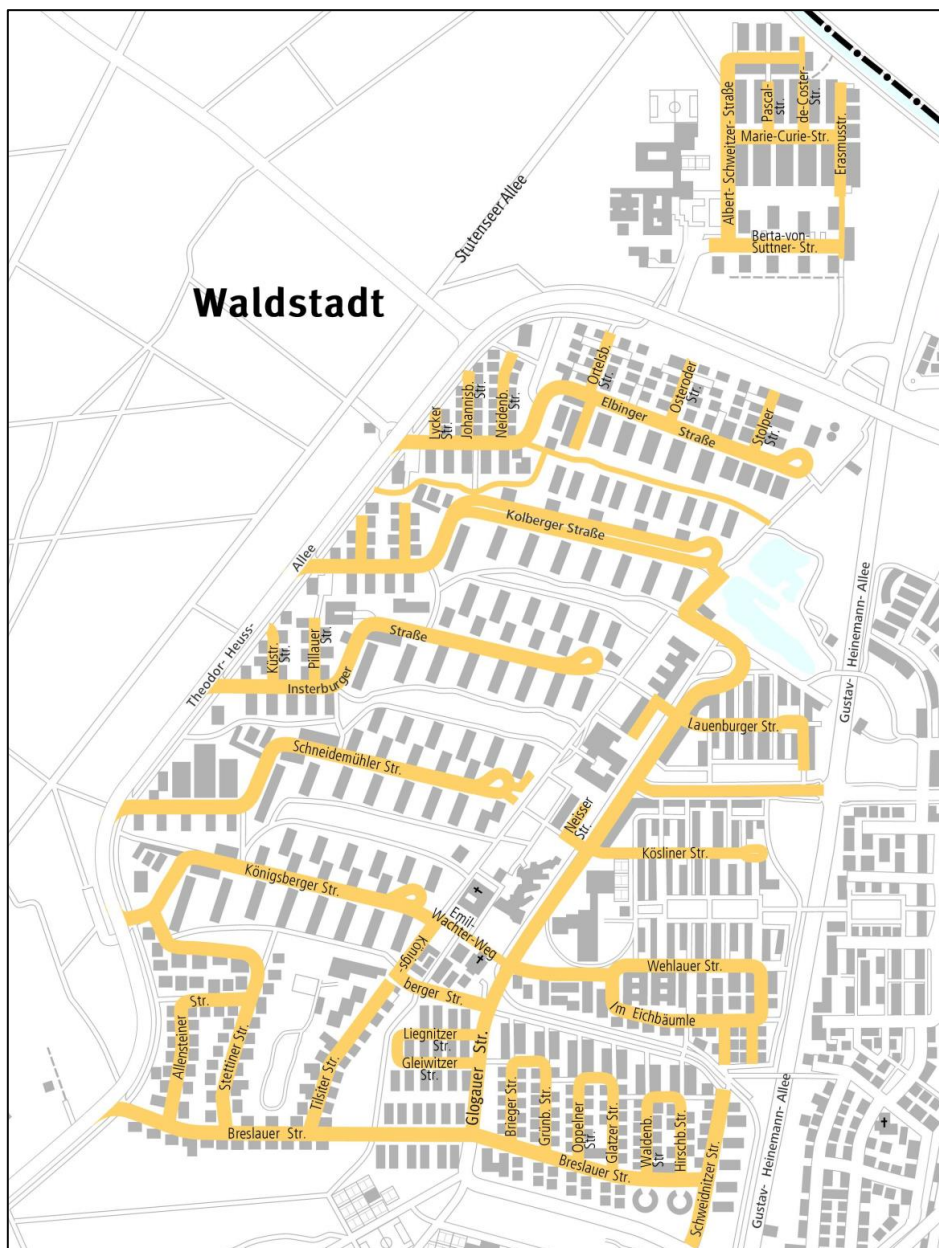 Albert- Schweitzer- Straße
Pascal-
str.
de-Coster-
Str.
Marie-Curie-Str.
Erasmusstr.
Berta-von-
Suttner- Str.
Stutenseer Allee
Waldstadt
Lycker
Str.
Johannisb.
Str.
Neidenb.
Str.
Ortelsb.
Str.
Elbinger
Straße
Osteroder
Str.
Stolper
Str.
Kolberger Straße
Theodor- Heuss-
Allee
Küstr.
Str.
Pillauer
Str.
Insterburger
Straße
Gustav- Heinemann- Allee
Lauenburger Str.
Schneidemühler Str.
Neisser
Str.
Kösliner Str.
Königsberger Str.
Emil-
Wachter-Weg
Königs-
berger Str.
Wehlauer Str.
Im Eichbäumle
Allensteiner
Str.
Stettiner Str.
Tilsiter Str.
Liegnitzer
Str.
Gleiwitzer
Str.
Glogauer Str.
Brieger Str.
Grünb. Str.
Oppelner
Str.
Glatzer Str.
Waldenb.
Str
Hirschb.Str.
Breslauer Str.
Breslauer Str.
Schweidnitzer Str.
Gustav- Heinemann-Allee